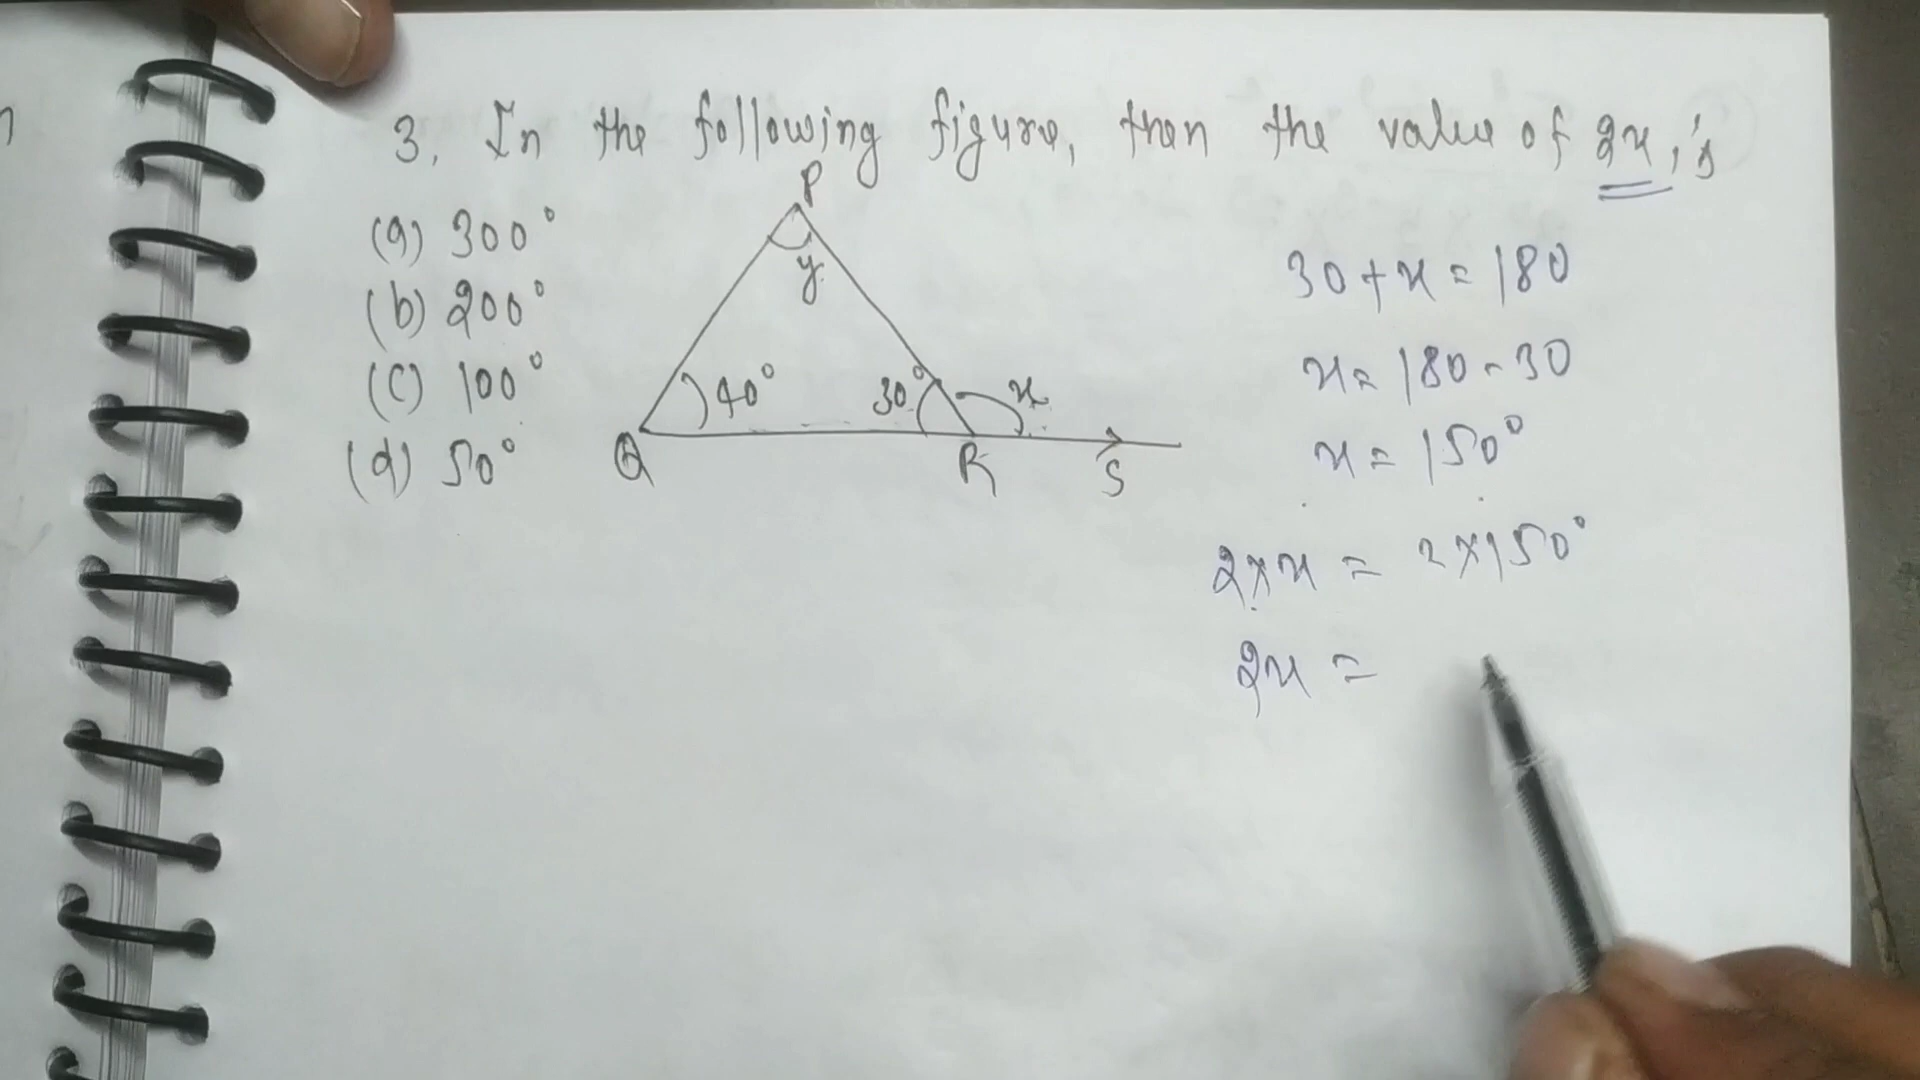 3. In the following figure, then the value of 2x, is
(a) 300°
(b) 200°
(c) 100°
(d) 50°
P
y
40°
30°
x
Q
R
S
30 + x = 180
x = 180 - 30
x = 150°
2 × x = 2 × 150°
2x =